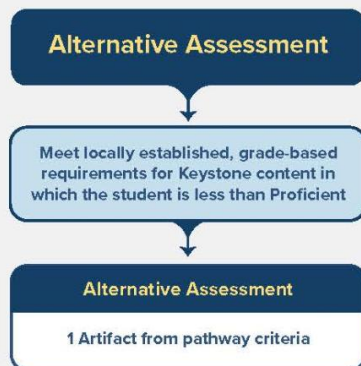 Alternative Assessment
Meet locally established, grade-based
requirements for Keystone content in
which the student is less than Proficient
Alternative Assessment
1 Artifact from pathway criteria